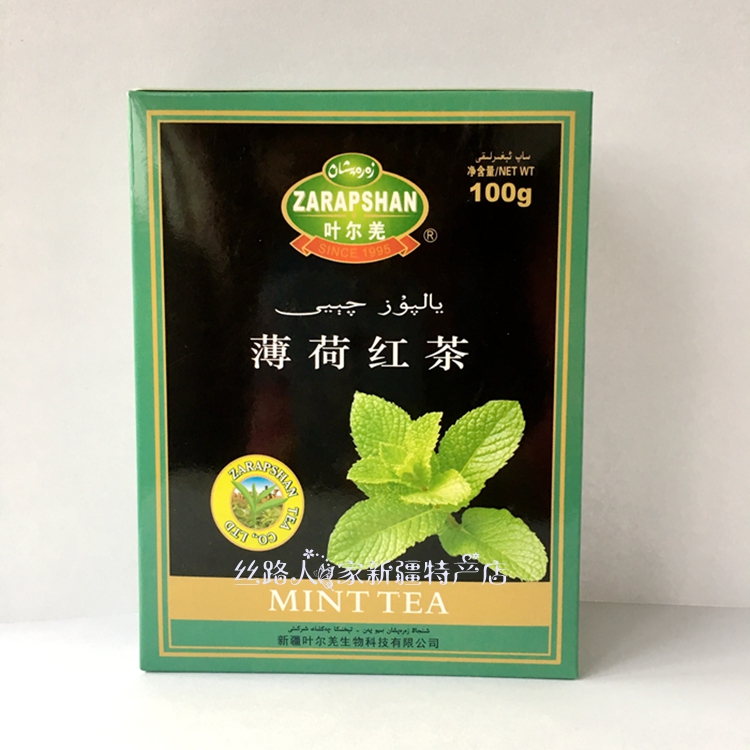 زەرەپشان
ZARAPSHAN
叶尔羌
SINCE 1995
®
ساپ ئېغىرلىقى
净含量/NET WT
100g
يالپۇز چېيى
薄荷红茶
ZARAPSHAN TEA CO., LTD
丝路人家新疆特产店
MINT TEA
新疆叶尔羌生物科技有限公司